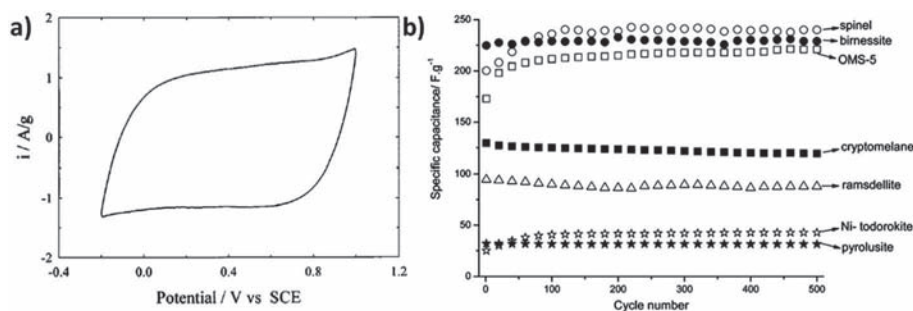 a)
2
1
0
-1
-2
i / A/g
-0.4
0.0
0.4
0.8
1.2
Potential / V vs SCE
b)
250
200
150
100
50
0
Specific capacitance/ F.g⁻¹
0
100
200
300
400
500
Cycle number
spinel
birnessite
OMS-5
cryptomelane
ramsdellite
Ni- todorokite
pyrolusite